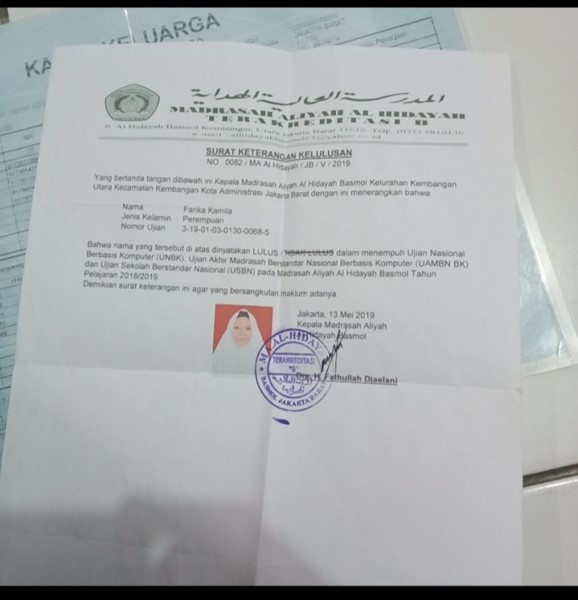 KA KELUARGA
المدرسة العالية الهداية
MADRASAH ALIYAH AL HIDAYAH
TERAKREDITASI B
Jl. Al Hidayah Basmol Kembangan Utara Jakarta Barat 11610. Telp. (021)
SURAT KETERANGAN KELULUSAN
NO : 0082 / MA Al Hidayah / JB / V / 2019
Yang bertanda tangan dibawah ini Kepala Madrasah Aliyah Al Hidayah Basmol Kelurahan Kembangan
Utara Kecamatan Kembangan Kota Administrasi Jakarta Barat dengan ini menerangkan bahwa
Nama : Farika Kamila
Jenis Kelamin : Perempuan
Nomor Ujian : 3-19-01-03-0130-0068-5
Bahwa nama yang tersebut di atas dinyatakan LULUS / TIDAK LULUS dalam menempuh Ujian Nasional
Berbasis Komputer (UNBK), Ujian Akhir Madrasah Berstandar Nasional Berbasis Komputer (UAMBN BK)
dan Ujian Sekolah Berstandar Nasional (USBN) pada Madrasah Aliyah Al Hidayah Basmol Tahun
Pelajaran 2018/2019
Demikian surat keterangan ini agar yang bersangkutan maklum adanya
Jakarta, 13 Mei 2019
Kepala Madrasah Aliyah
Al Hidayah Basmol
M A AL-HIDAYAH
TERAKREDITASI
"B"
BASMOL JAKARTA BARAT
Drs. H. Fathullah Djaelani